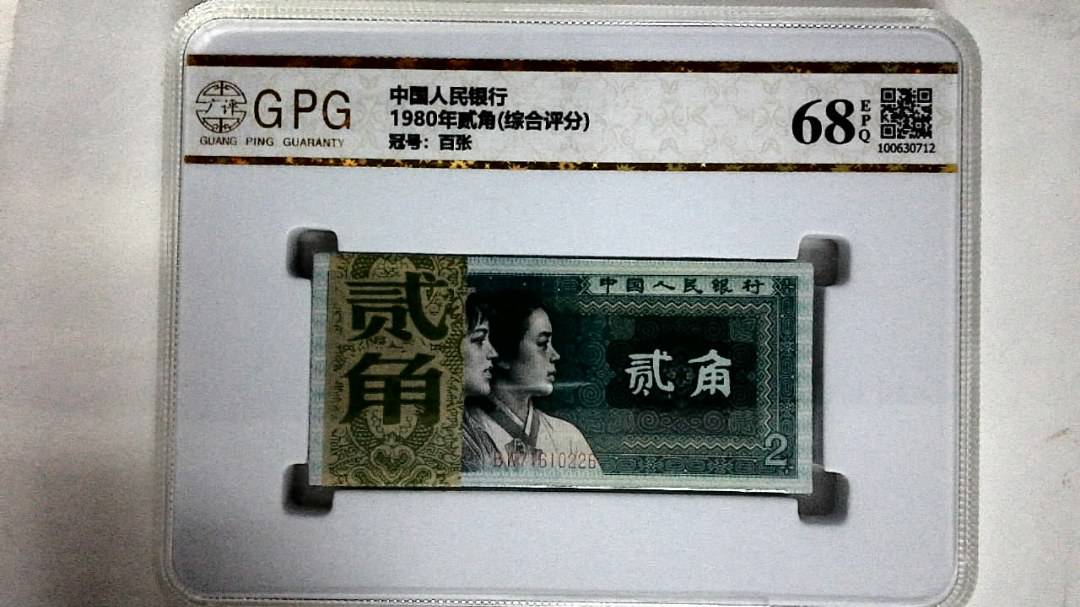 广评
GPG
GUANG PING GUARANTY
中国人民银行
1980年贰角(综合评分)
冠号：百张
68
EPQ
100630712
贰角
中国人民银行
贰角
2